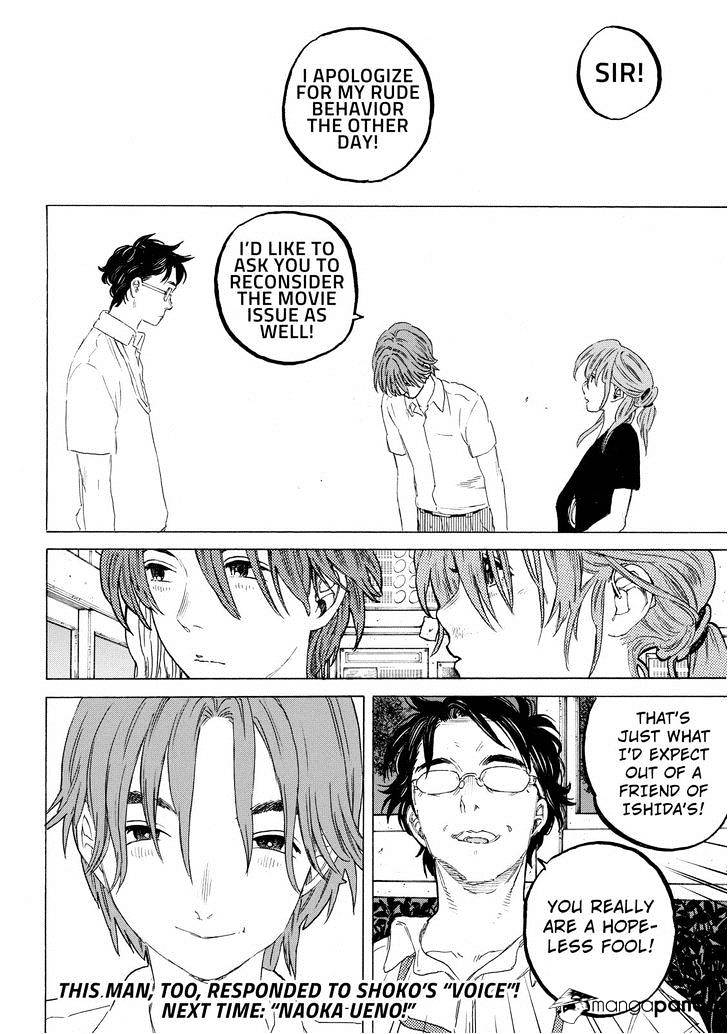 SIR!
I APOLOGIZE
FOR MY RUDE
BEHAVIOR
THE OTHER
DAY!
I'D LIKE TO
ASK YOU TO
RECONSIDER
THE MOVIE
ISSUE AS
WELL!
THAT'S
JUST WHAT
I'D EXPECT
OUT OF A
FRIEND OF
ISHIDA'S!
YOU REALLY
ARE A HOPE-
LESS FOOL!
THIS MAN, TOO, RESPONDED TO SHOKO'S "VOICE"!
NEXT TIME: "NAOKA UENO!"
mangapanda